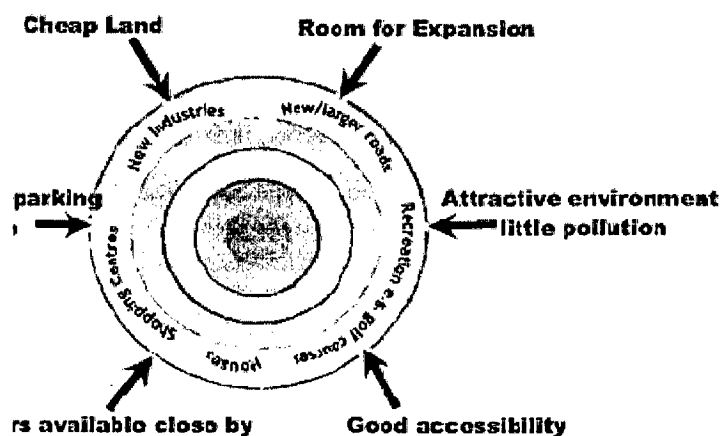 Cheap Land
Room for Expansion
New Industries
New/larger roads
parking
Attractive environment
little pollution
Shopping Centres
Recreation e.g. golf courses
Houses
rs available close by
Good accessibility